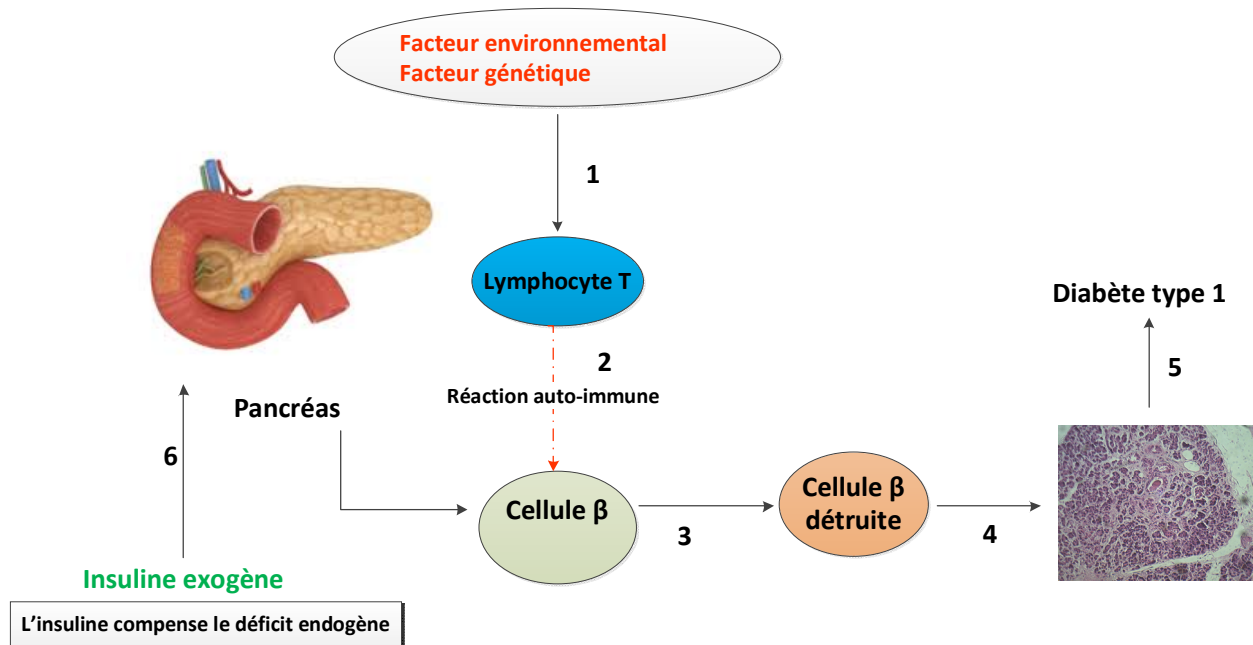 Facteur environnemental
Facteur génétique
1
Lymphocyte T
2
Réaction auto-immune
Diabète type 1
5
Pancréas
6
Cellule β
3
Cellule β
détruite
4
Insuline exogène
L'insuline compense le déficit endogène